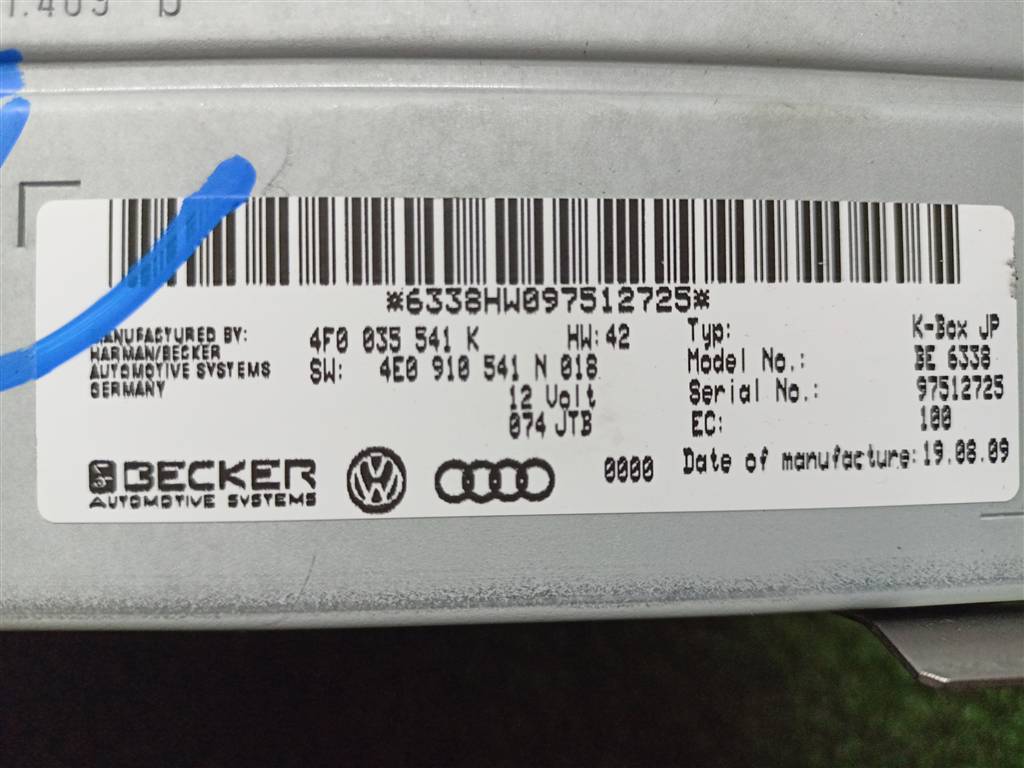 *6338HW097512725*
MANUFACTURED BY:
HARMAN/BECKER
AUTOMOTIVE SYSTEMS
GERMANY
4F0 035 541 K HW: 42
SW: 4E0 910 541 N 018
12 Volt
074 JTB
Typ: K-Box JP
Model No.: BE 6338
Serial No.: 97512725
EC: 100
BECKER
AUTOMOTIVE SYSTEMS
0000
Date of manufacture: 19.08.09